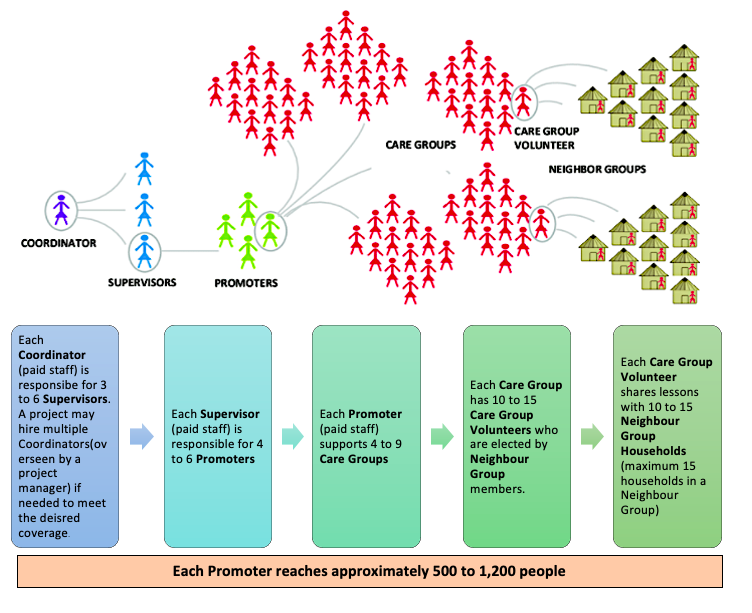 CARE GROUPS
CARE GROUP
VOLUNTEER
NEIGHBOR GROUPS
COORDINATOR
SUPERVISORS
PROMOTERS
Each
Coordinator
(paid staff) is
responsibe for 3
to 6 Supervisors.
A project may
hire multiple
Coordinators(ov
erseen by a
project
manager) if
needed to meet
the deisred
coverage.
Each Supervisor
(paid staff) is
responsible for 4
to 6 Promoters
Each Promoter
(paid staff)
supports 4 to 9
Care Groups
Each Care Group
has 10 to 15
Care Group
Volunteers who
are elected by
Neighbour
Group
members.
Each Care Group
Volunteer
shares lessons
with 10 to 15
Neighbour
Group
Households
(maximum 15
households in a
Neighbour
Group)
Each Promoter reaches approximately 500 to 1,200 people